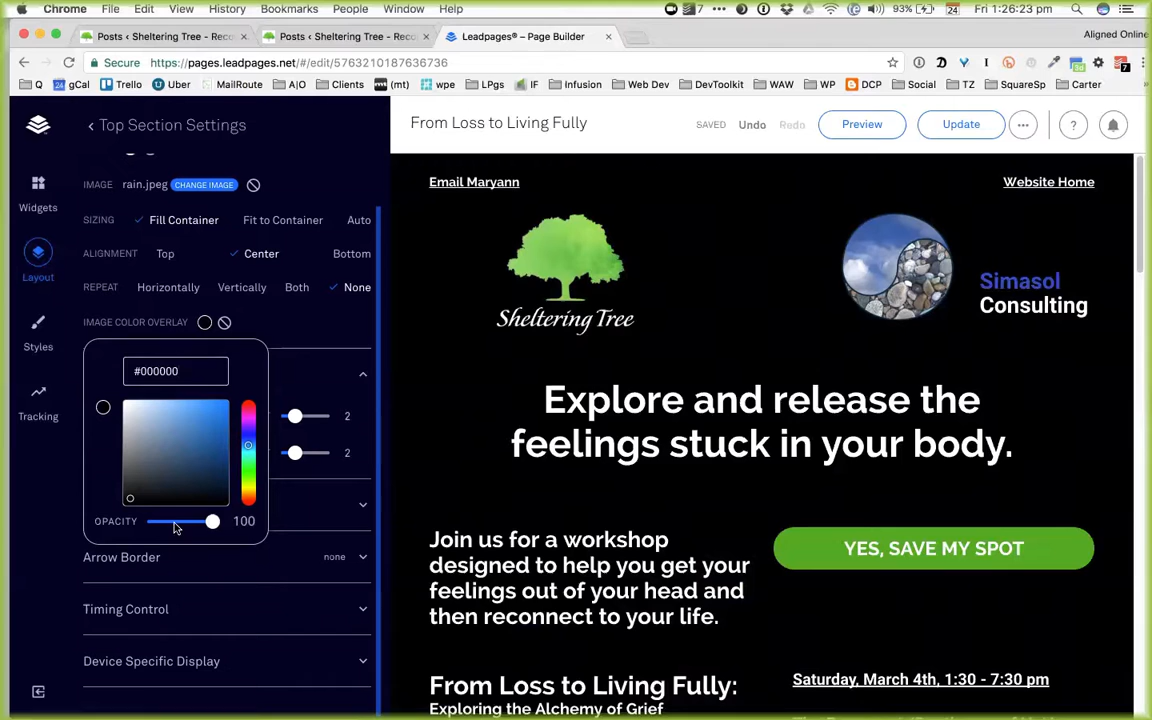 Chrome File Edit View History Bookmarks People Window Help 7 93% 24 Fri 1:26:23 pm
Posts ‹ Sheltering Tree - Reco × Posts ‹ Sheltering Tree - Reco × Leadpages® – Page Builder × Aligned Online
Secure https://pages.leadpages.net/#/edit/5763210187636736
Q gCal Trello Uber MailRoute A|O Clients (mt) wpe LPgs IF Infusion Web Dev DevToolkit WAW WP DCP Social TZ SquareSp Carter
Top Section Settings
From Loss to Living Fully SAVED Undo Redo Preview Update ... ?
IMAGE rain.jpeg CHANGE IMAGE
Widgets
SIZING Fill Container Fit to Container Auto
ALIGNMENT Top Center Bottom
Layout
REPEAT Horizontally Vertically Both None
IMAGE COLOR OVERLAY
Styles
#000000
Tracking
2
2
OPACITY 100
Arrow Border none
Timing Control
Device Specific Display
Email Maryann Website Home
Sheltering Tree
Simasol
Consulting
Explore and release the
feelings stuck in your body.
Join us for a workshop
designed to help you get your
feelings out of your head and
then reconnect to your life.
YES, SAVE MY SPOT
From Loss to Living Fully:
Exploring the Alchemy of Grief
Saturday, March 4th, 1:30 - 7:30 pm